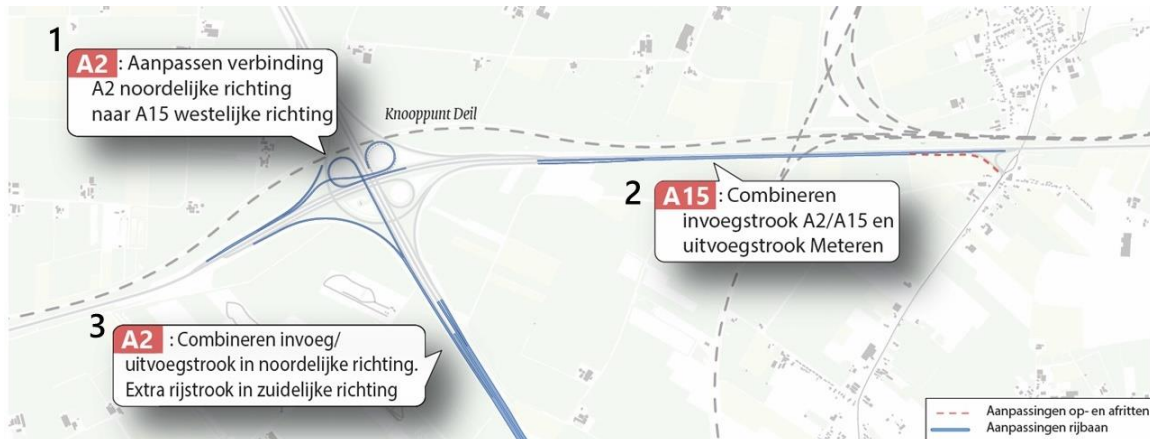 1
A2 : Aanpassen verbinding
A2 noordelijke richting
naar A15 westelijke richting
Knooppunt Deil
2
A15 : Combineren
invoegstrook A2/A15 en
uitvoegstrook Meteren
3
A2 : Combineren invoeg/
uitvoegstrook in noordelijke richting.
Extra rijstrook in zuidelijke richting
Aanpassingen op- en afritten
Aanpassingen rijbaan